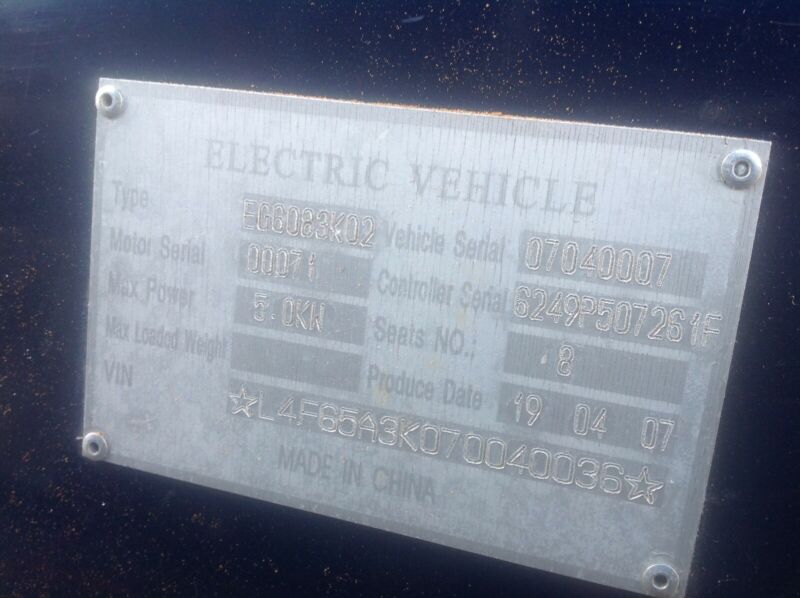 ELECTRIC VEHICLE
Type EG6083K02 Vehicle Serial 07040007
Motor Serial 00071 Controller Serial 6249P507261F
Max Power 5.0KW Seats NO., 8
Max Loaded Weight Produce Date 19 04 07
VIN ☆L4F65A3K070040036☆
MADE IN CHINA